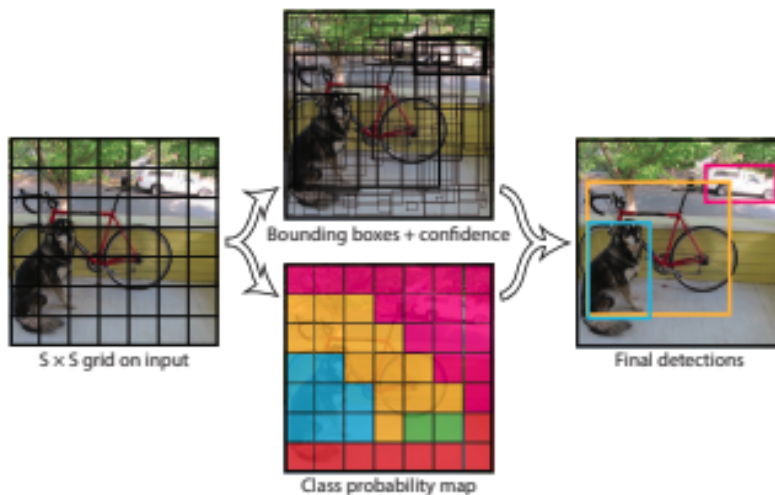 Bounding boxes + confidence
S × S grid on input
Final detections
Class probability map